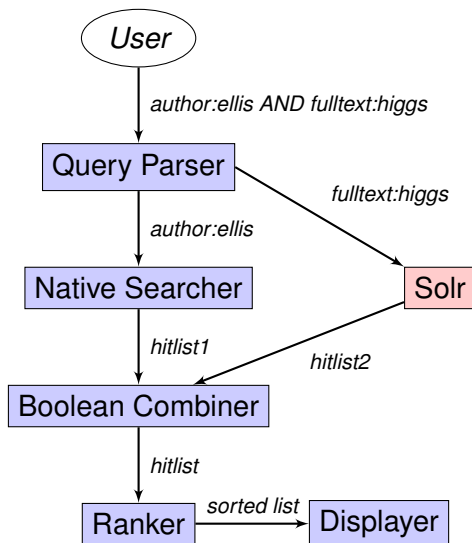 User
author:ellis AND fulltext:higgs
Query Parser
fulltext:higgs
author:ellis
Native Searcher
Solr
hitlist1
hitlist2
Boolean Combiner
hitlist
sorted list
Ranker
Displayer